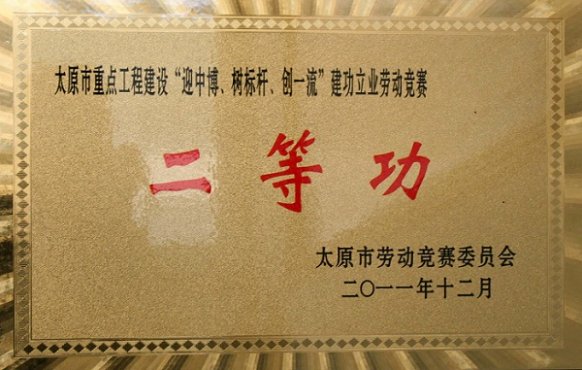 太原市重点工程建设“迎中博、树标杆、创一流”建功立业劳动竞赛
二等功
太原市劳动竞赛委员会
二〇一一年十二月